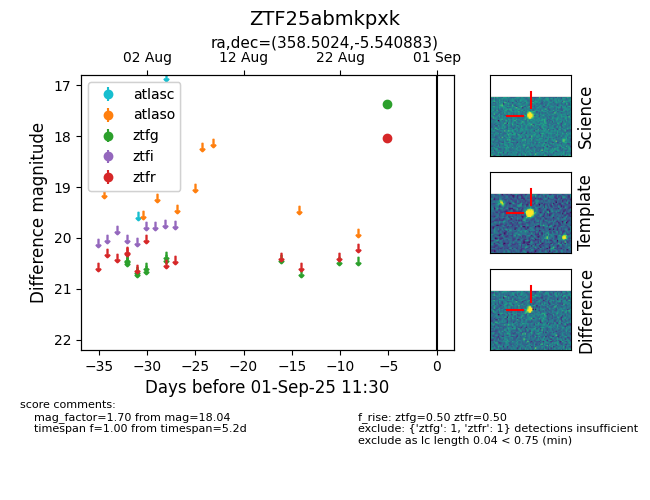 ZTF25abmkpxk
ra,dec=(358.5024,-5.540883)
02 Aug 12 Aug 22 Aug 01 Sep
17
18
19
20
21
22
Difference magnitude
atlasc
atlaso
ztfg
ztfi
ztfr
−35 −30 −25 −20 −15 −10 −5 0
Days before 01-Sep-25 11:30
Science
Template
Difference
score comments:
mag_factor=1.70 from mag=18.04
timespan f=1.00 from timespan=5.2d
f_rise: ztfg=0.50 ztfr=0.50
exclude: {'ztfg': 1, 'ztfr': 1} detections insufficient
exclude as lc length 0.04 < 0.75 (min)